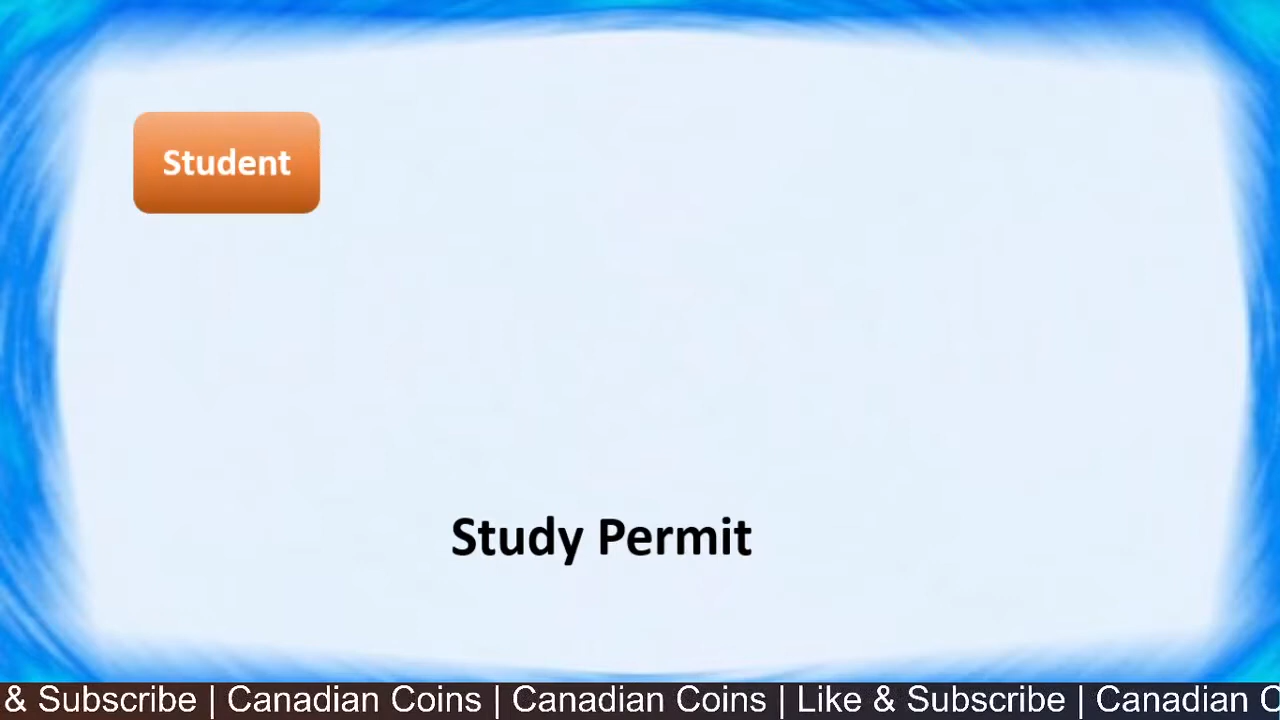 Student
Study Permit
& Subscribe | Canadian Coins | Canadian Coins | Like & Subscribe | Canadian C